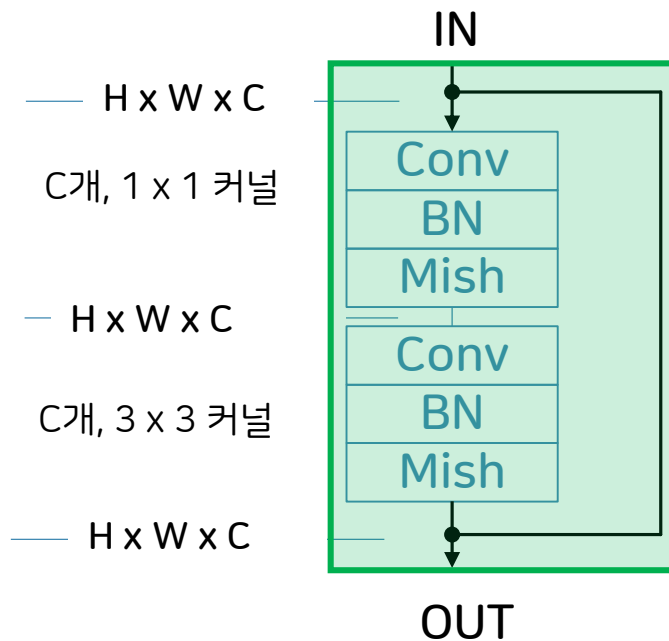 IN
H x W x C
C개, 1 x 1 커널
Conv
BN
Mish
H x W x C
Conv
C개, 3 x 3 커널
BN
Mish
H x W x C
OUT